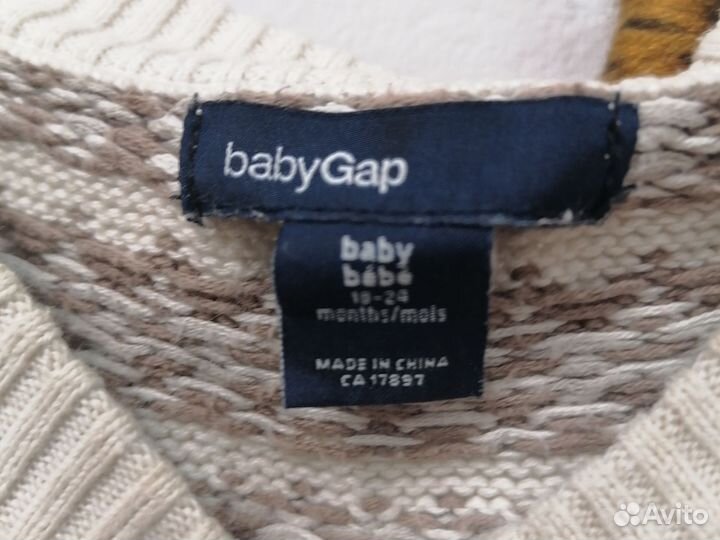 babyGap
baby
bébé
18-24
months/mois
MADE IN CHINA
CA 17897
Avito